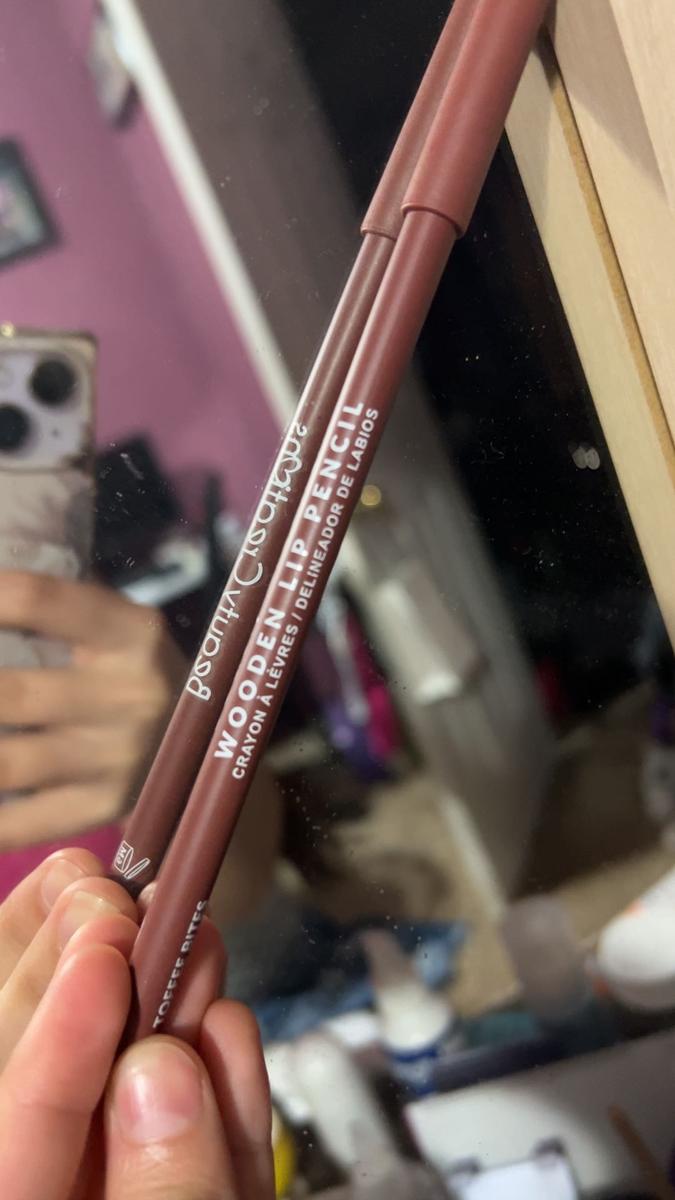 WOODEN LIP PENCIL
CRAYON À LÈVRES / DELINEADOR DE LABIOS
TOFFEE BITES
Beauty Creations